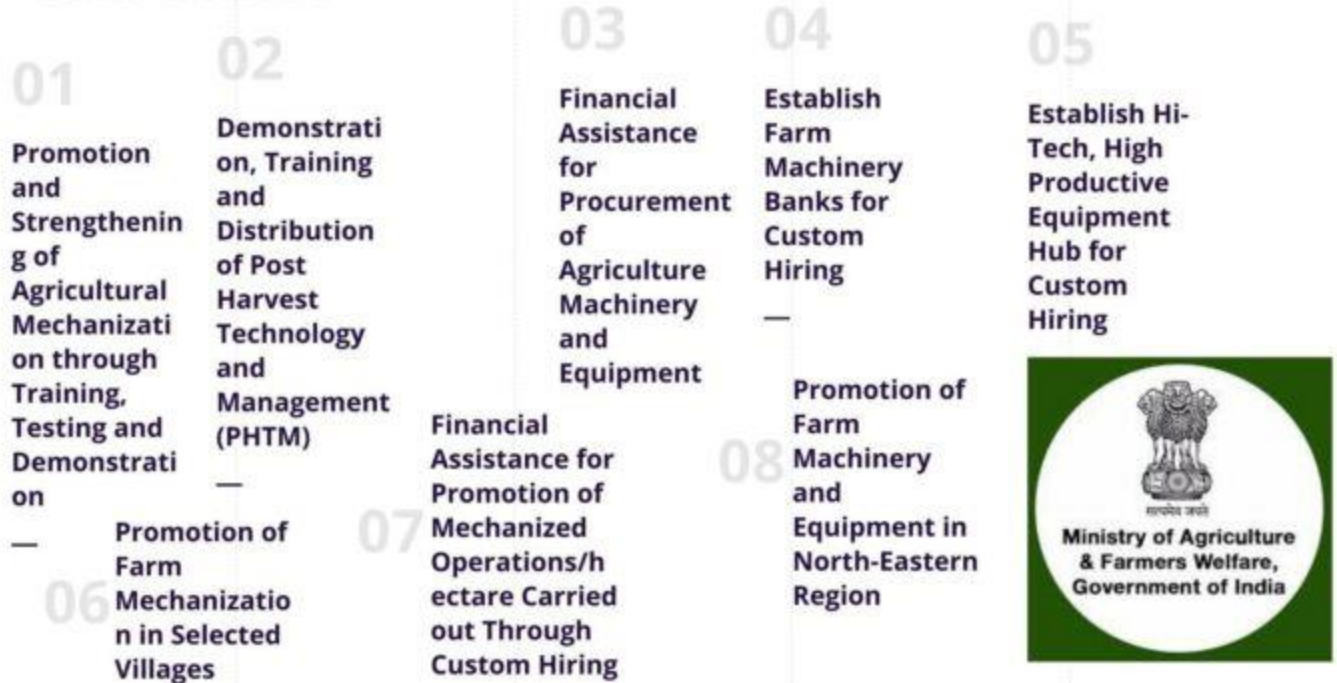 01
Promotion
and
Strengthenin
g of
Agricultural
Mechanizati
on through
Training,
Testing and
Demonstrati
on
—
02
Demonstrati
on, Training
and
Distribution
of Post
Harvest
Technology
and
Management
(PHTM)
—
03
Financial
Assistance
for
Procurement
of
Agriculture
Machinery
and
Equipment
04
Establish
Farm
Machinery
Banks for
Custom
Hiring
—
05
Establish Hi-
Tech, High
Productive
Equipment
Hub for
Custom
Hiring
06
Promotion of
Farm
Mechanizatio
n in Selected
Villages
07
Financial
Assistance for
Promotion of
Mechanized
Operations/h
ectare Carried
out Through
Custom Hiring
08
Promotion of
Farm
Machinery
and
Equipment in
North-Eastern
Region
सत्यमेव जयते
Ministry of Agriculture
& Farmers Welfare,
Government of India